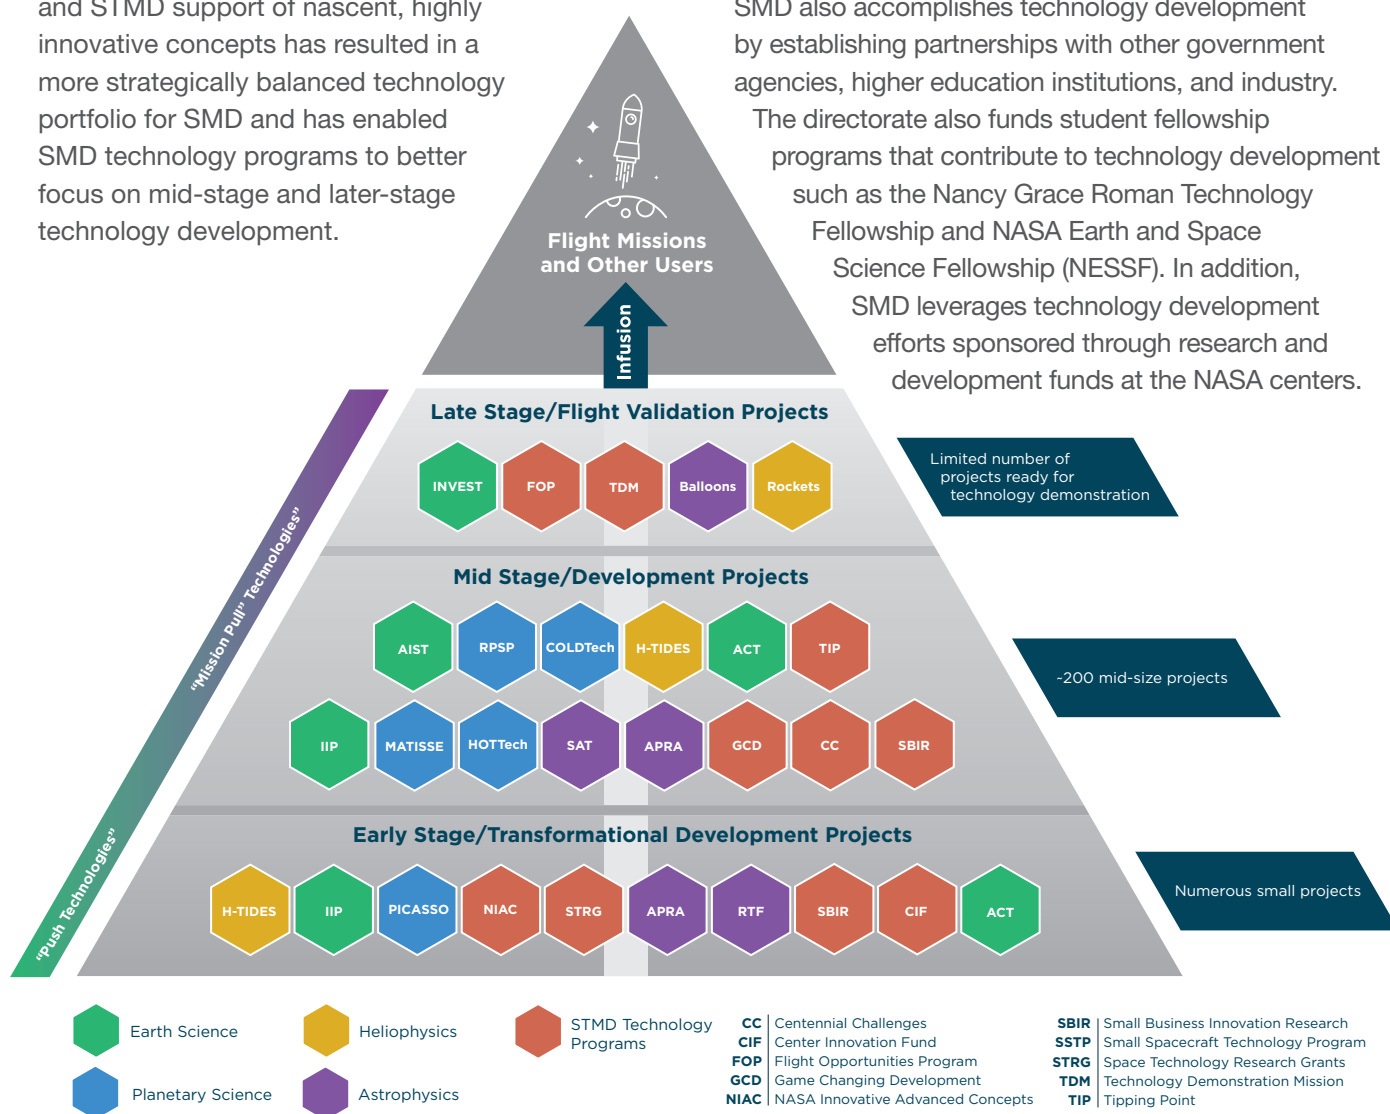 and STMD support of nascent, highly
innovative concepts has resulted in a
more strategically balanced technology
portfolio for SMD and has enabled
SMD technology programs to better
focus on mid-stage and later-stage
technology development.
SMD also accomplishes technology development
by establishing partnerships with other government
agencies, higher education institutions, and industry.
The directorate also funds student fellowship
programs that contribute to technology development
such as the Nancy Grace Roman Technology
Fellowship and NASA Earth and Space
Science Fellowship (NESSF). In addition,
SMD leverages technology development
efforts sponsored through research and
development funds at the NASA centers.
Flight Missions
and Other Users
Infusion
Late Stage/Flight Validation Projects
INVEST
FOP
TDM
Balloons
Rockets
Limited number of
projects ready for
technology demonstration
Mid Stage/Development Projects
AIST
RPSP
COLDTech
H-TIDES
ACT
TIP
IIP
MATISSE
HOTTech
SAT
APRA
GCD
CC
SBIR
~200 mid-size projects
Early Stage/Transformational Development Projects
H-TIDES
IIP
PICASSO
NIAC
STRG
APRA
RTF
SBIR
CIF
ACT
Numerous small projects
"Mission Pull" Technologies"
"Push Technologies"
Earth Science
Heliophysics
STMD Technology
Programs
Planetary Science
Astrophysics
CC Centennial Challenges
CIF Center Innovation Fund
FOP Flight Opportunities Program
GCD Game Changing Development
NIAC NASA Innovative Advanced Concepts
SBIR Small Business Innovation Research
SSTP Small Spacecraft Technology Program
STRG Space Technology Research Grants
TDM Technology Demonstration Mission
TIP Tipping Point